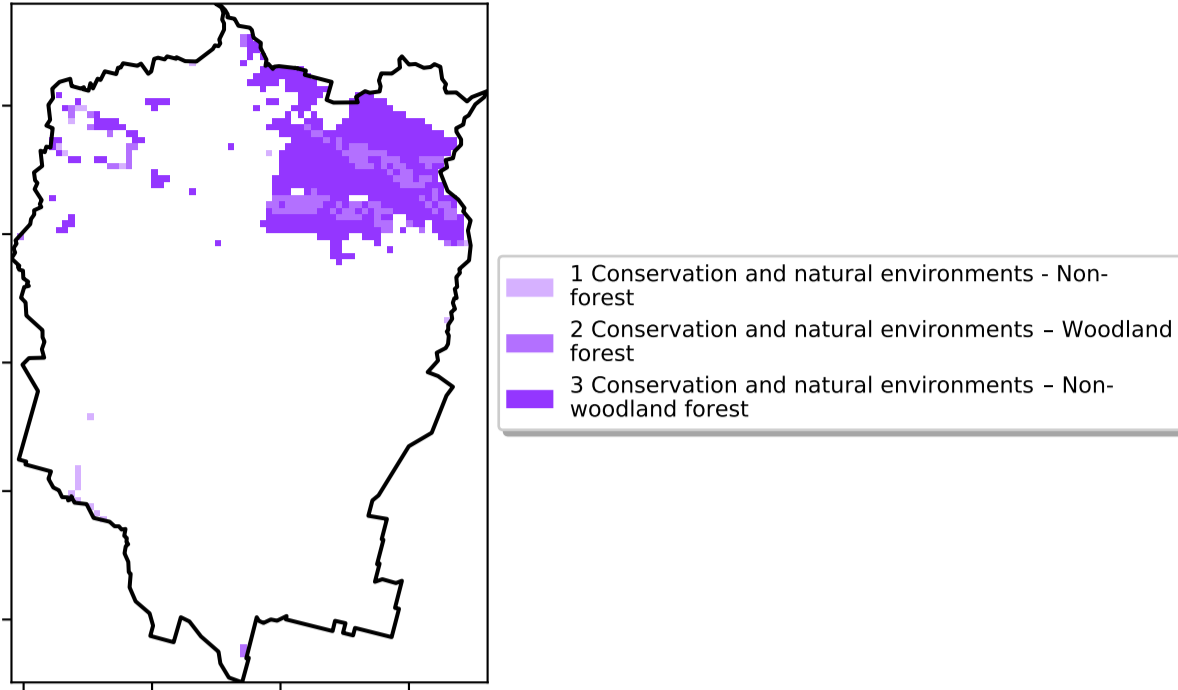 1 Conservation and natural environments - Non-
forest
2 Conservation and natural environments – Woodland
forest
3 Conservation and natural environments – Non-
woodland forest